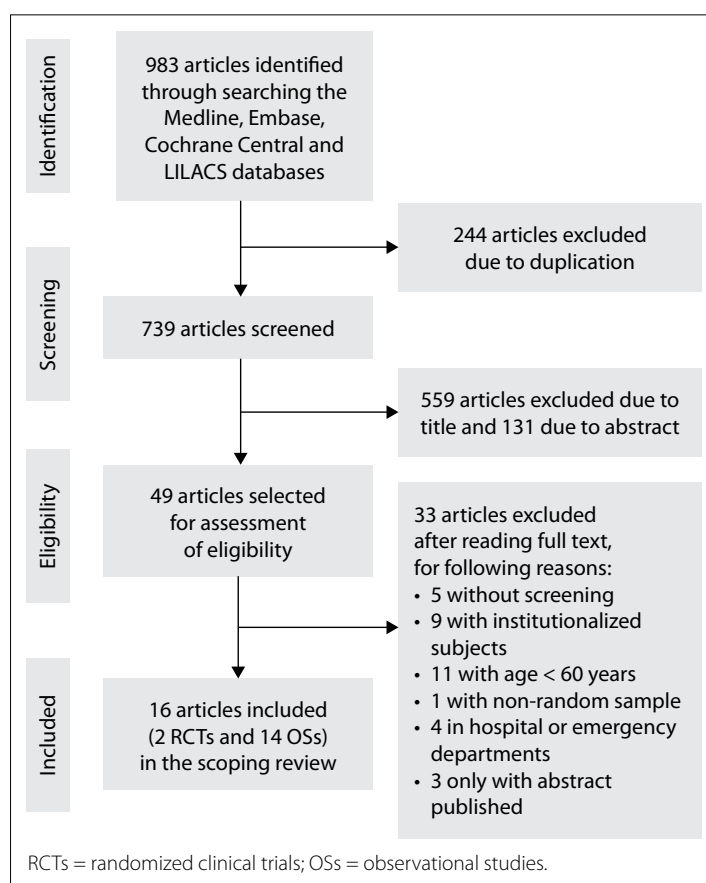 Identification
983 articles identified
through searching the
Medline, Embase,
Cochrane Central and
LILACS databases
244 articles excluded
due to duplication
Screening
739 articles screened
559 articles excluded due to
title and 131 due to abstract
Eligibility
49 articles selected
for assessment
of eligibility
33 articles excluded
after reading full text,
for following reasons:
• 5 without screening
• 9 with institutionalized
subjects
• 11 with age < 60 years
• 1 with non-random sample
• 4 in hospital or emergency
departments
• 3 only with abstract
published
Included
16 articles included
(2 RCTs and 14 OSs)
in the scoping review
RCTs = randomized clinical trials; OSs = observational studies.